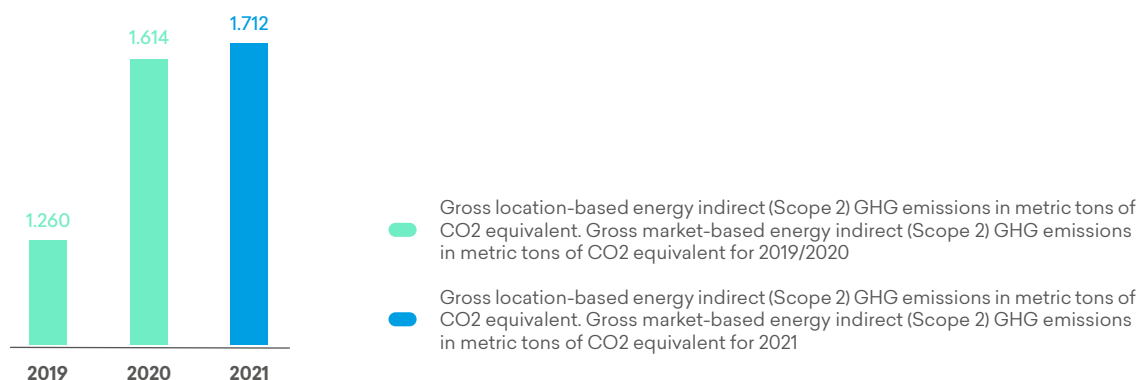 1.712
1.614
1.260
Gross location-based energy indirect (Scope 2) GHG emissions in metric tons of
CO2 equivalent. Gross market-based energy indirect (Scope 2) GHG emissions
in metric tons of CO2 equivalent for 2019/2020
Gross location-based energy indirect (Scope 2) GHG emissions in metric tons of
CO2 equivalent. Gross market-based energy indirect (Scope 2) GHG emissions
in metric tons of CO2 equivalent for 2021
2019 2020 2021